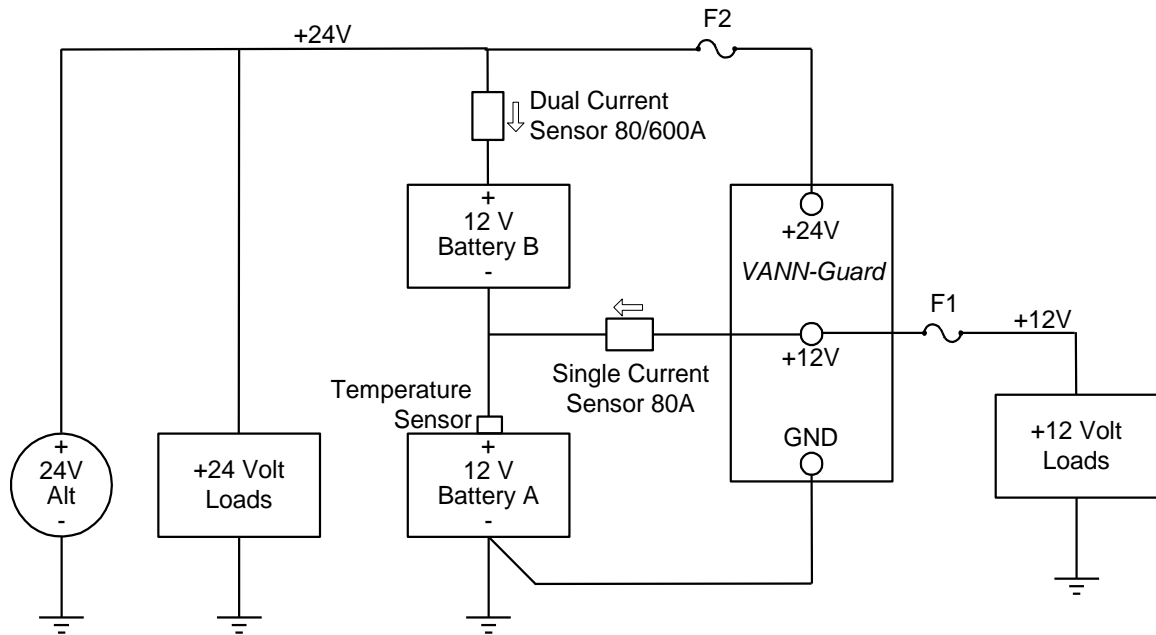 F2
+24V
Dual Current
Sensor 80/600A
+
12 V
Battery B
-
+24V
VANN-Guard
F1
+12V
+12V
Single Current
Sensor 80A
Temperature
Sensor
GND
+
24V
Alt
-
+24 Volt
Loads
+
12 V
Battery A
-
+12 Volt
Loads